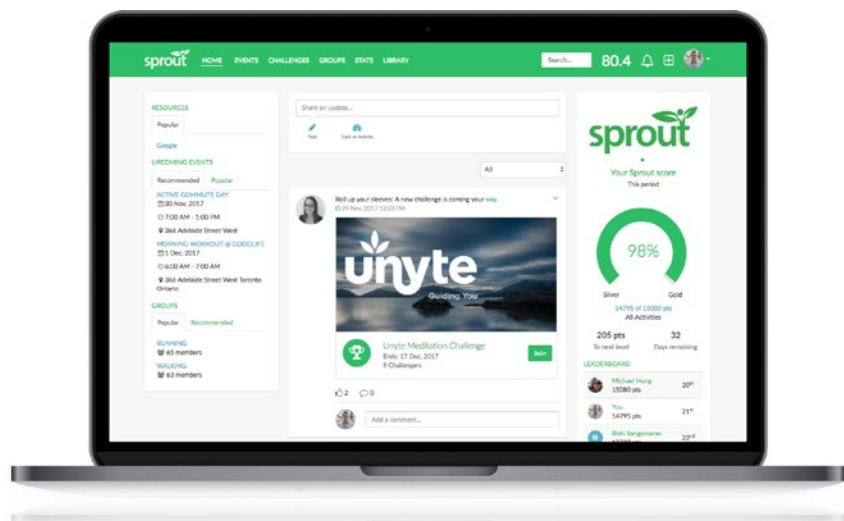 sprout
HOME EVENTS CHALLENGES GROUPS STATS LIBRARY
Search...
80.4
RESOURCES
Popular
Google
UPCOMING EVENTS
Recommended Popular
ACTIVE COMMUTE DAY
30 Nov, 2017
7:00 AM - 1:00 PM
366 Adelaide Street West
MORNING WORKOUT @ GOODLIFE
1 Dec, 2017
6:00 AM - 7:00 AM
366 Adelaide Street West Toronto
Ontario
GROUPS
Popular Recommended
RUNNING
65 members
WALKING
63 members
Share an update...
Post Track an Activity
All
Roll up your sleeves! A new challenge is coming your way
29 Nov, 2017 12:03 PM
unyte
Guiding You
Unyte Meditation Challenge
Ends: 17 Dec, 2017
9 Challengers
Join
2 0
Add a comment...
sprout
Your Sprout score
This period
98%
Silver Gold
14795 of 15000 pts
All Activities
205 pts 32
To next level Days remaining
LEADERBOARD
Michael Hong
15080 pts
20th
You
14795 pts
21st
22nd